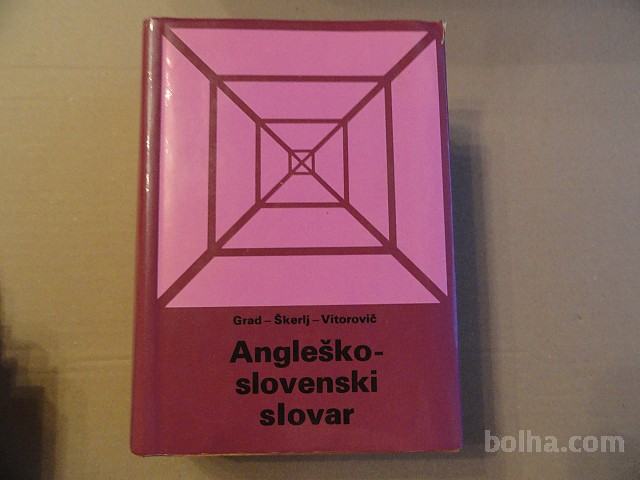 Grad – Škerlj – Vitorovič
Angleško-
slovenski
slovar
bolha.com